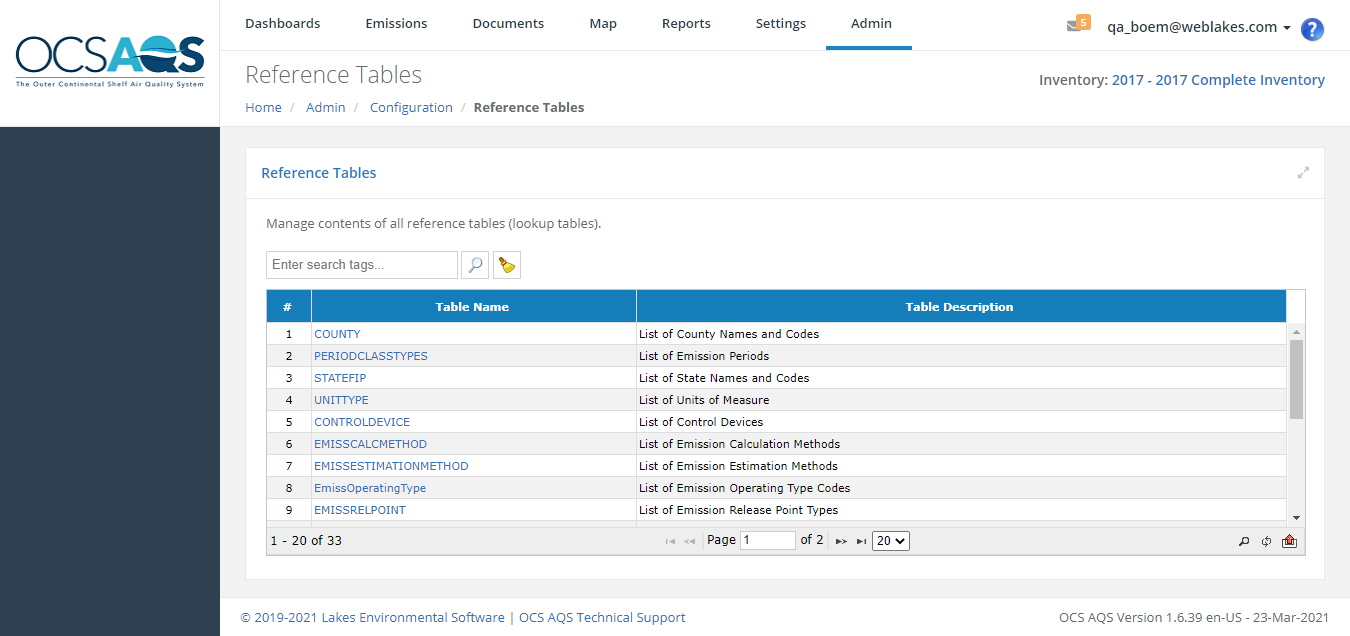 OCSAQS
The Outer Continental Shelf Air Quality System
Dashboards Emissions Documents Map Reports Settings Admin
5 qa_boem@weblakes.com ?
Reference Tables
Inventory: 2017 - 2017 Complete Inventory
Home / Admin / Configuration / Reference Tables
Reference Tables
Manage contents of all reference tables (lookup tables).
Enter search tags...
# Table Name Table Description
1 COUNTY List of County Names and Codes
2 PERIODCLASSTYPES List of Emission Periods
3 STATEFIP List of State Names and Codes
4 UNITTYPE List of Units of Measure
5 CONTROLDEVICE List of Control Devices
6 EMISSCALCMETHOD List of Emission Calculation Methods
7 EMISSESTIMATIONMETHOD List of Emission Estimation Methods
8 EmissOperatingType List of Emission Operating Type Codes
9 EMISSRELPOINT List of Emission Release Point Types
1 - 20 of 33 Page 1 of 2 20
© 2019-2021 Lakes Environmental Software | OCS AQS Technical Support
OCS AQS Version 1.6.39 en-US - 23-Mar-2021